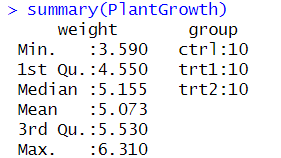 > summary(PlantGrowth)
     weight       group
 Min.   :3.590   ctrl:10
 1st Qu.:4.550   trt1:10
 Median :5.155   trt2:10
 Mean   :5.073
 3rd Qu.:5.530
 Max.   :6.310